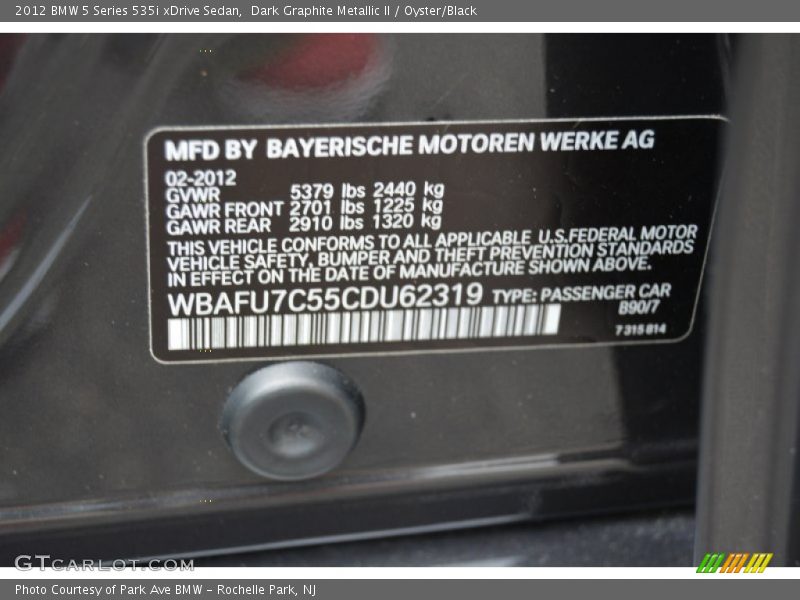 2012 BMW 5 Series 535i xDrive Sedan, Dark Graphite Metallic II / Oyster/Black
MFD BY BAYERISCHE MOTOREN WERKE AG
02-2012
GVWR 5379 lbs 2440 kg
GAWR FRONT 2701 lbs 1225 kg
GAWR REAR 2910 lbs 1320 kg
THIS VEHICLE CONFORMS TO ALL APPLICABLE U.S.FEDERAL MOTOR
VEHICLE SAFETY, BUMPER AND THEFT PREVENTION STANDARDS
IN EFFECT ON THE DATE OF MANUFACTURE SHOWN ABOVE.
WBAFU7C55CDU62319 TYPE: PASSENGER CAR
B90/7
7 315 814
GTcarlot.com
Photo Courtesy of Park Ave BMW - Rochelle Park, NJ